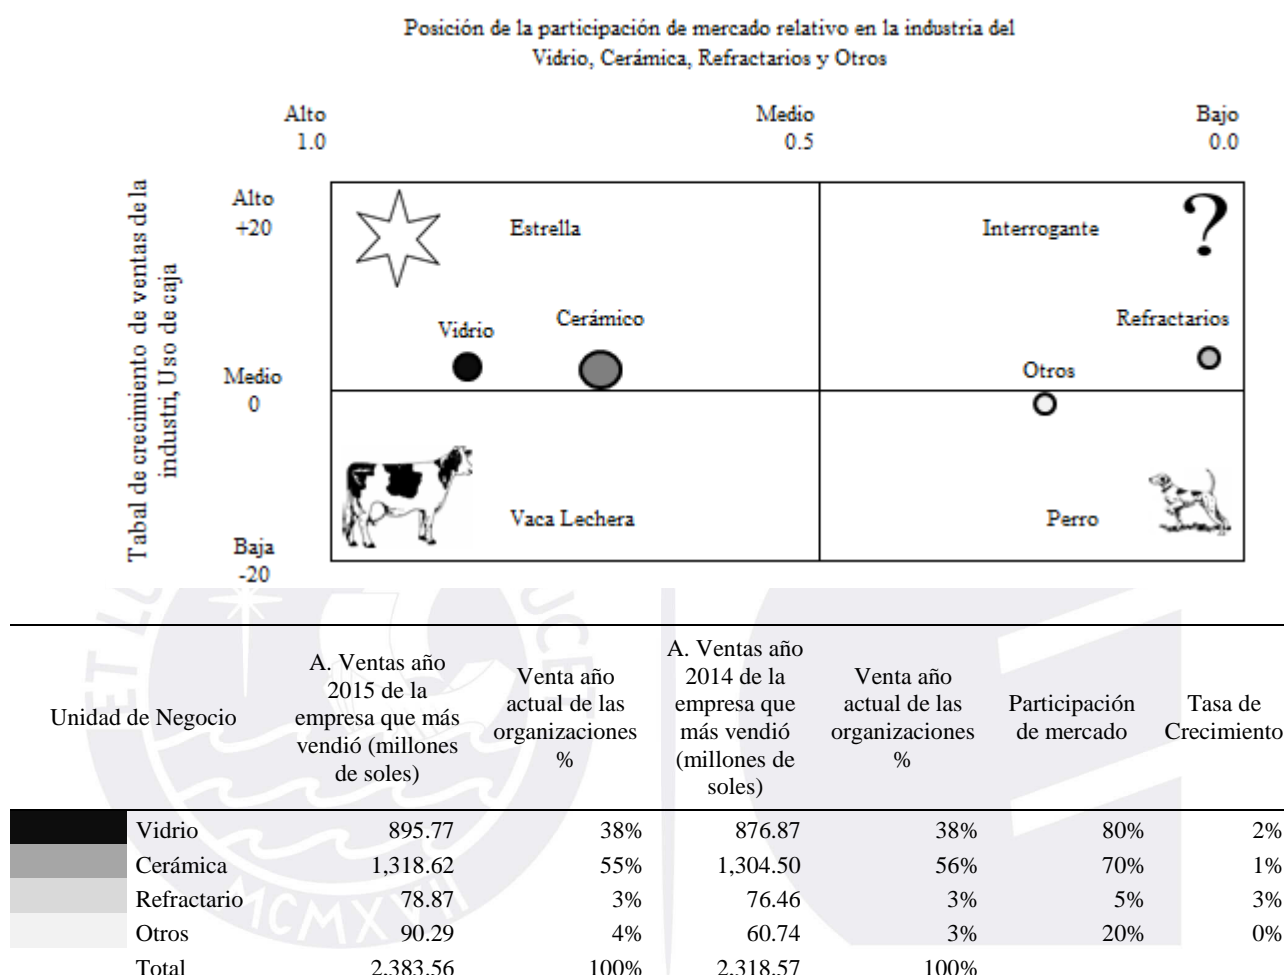 Posición de la participación de mercado relativo en la industria del
Vidrio, Cerámica, Refractarios y Otros
Alto
1.0
Medio
0.5
Bajo
0.0
Tabal de crecimiento de ventas de la
industri, Uso de caja
Alto
+20
Medio
0
Baja
-20
Estrella
Interrogante
?
Vidrio
Cerámico
Refractarios
Otros
Vaca Lechera
Perro
Unidad de Negocio
A. Ventas año
2015 de la
empresa que más
vendió (millones
de soles)
Venta año
actual de las
organizaciones
%
A. Ventas año
2014 de la
empresa que
más vendió
(millones de
soles)
Venta año
actual de las
organizaciones
%
Participación
de mercado
Tasa de
Crecimiento
Vidrio 895.77 38% 876.87 38% 80% 2%
Cerámica 1,318.62 55% 1,304.50 56% 70% 1%
Refractario 78.87 3% 76.46 3% 5% 3%
Otros 90.29 4% 60.74 3% 20% 0%
Total 2,383.56 100% 2,318.57 100%
ET
MCMXVII